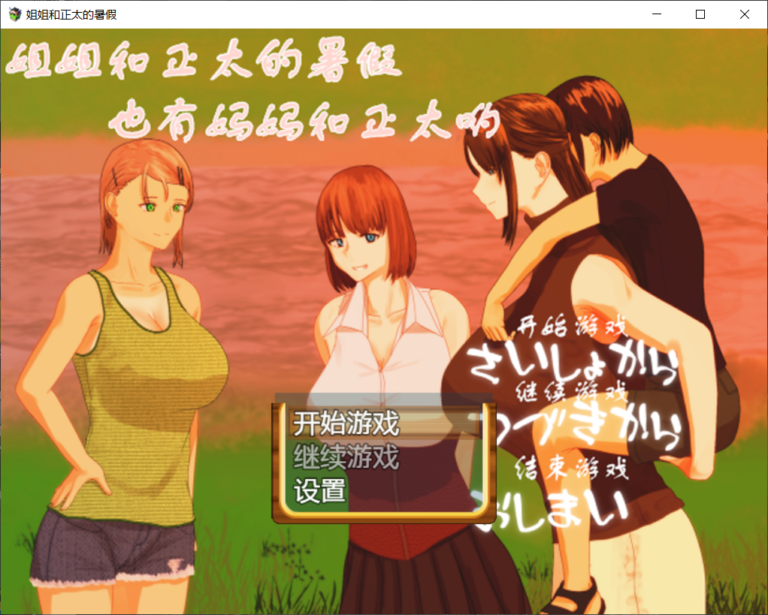 姐姐和正太的暑假
姐姐和正太的暑假
也有妈妈和正太哟
开始游戏
さいしょから
继续游戏
つづきから
结束游戏
おしまい
开始游戏
继续游戏
设置